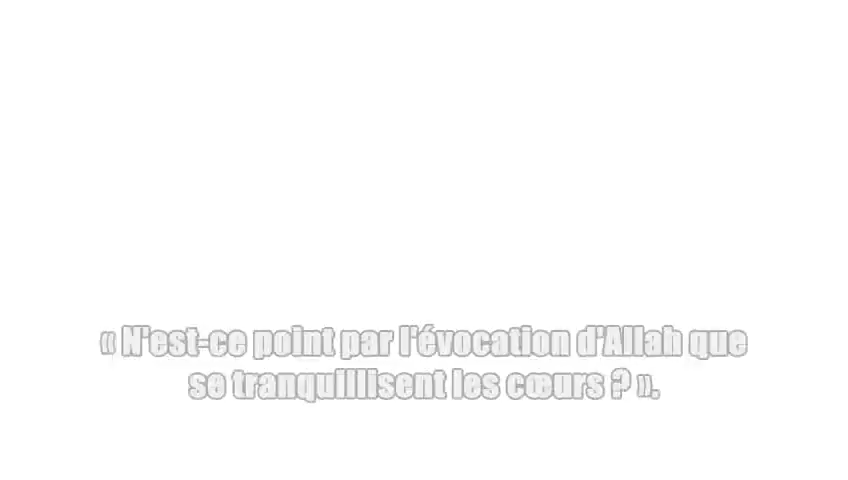 « N'est-ce point par l'évocation d'Allah que
se tranquillisent les cœurs ? ».